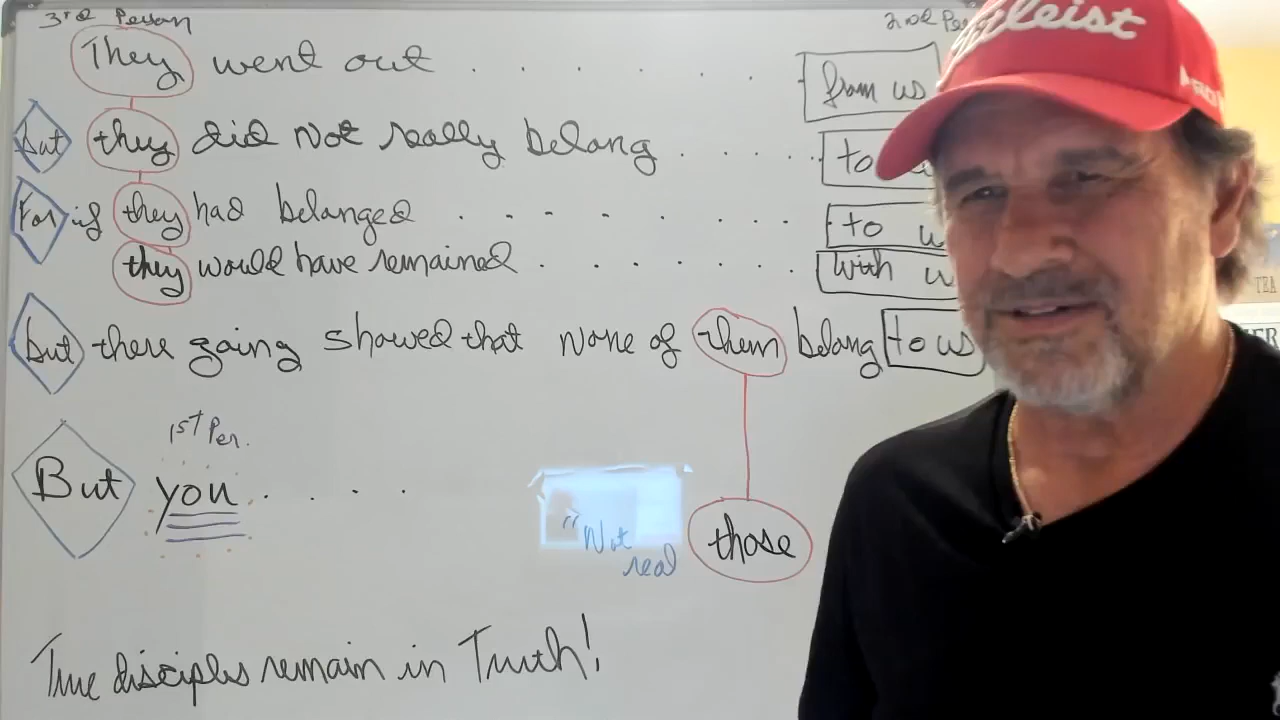 3rd Person
2nd Per
They went out . . . . . . . from us
but they did Not really belong . . . . . to
For if they had belonged . . . . . . . to
they would have remained . . . . . . . with
but there going showed that none of them belong to us
1st Per.
But you . . . .
"Not real
those
True disciples remain in Truth!
Titleist